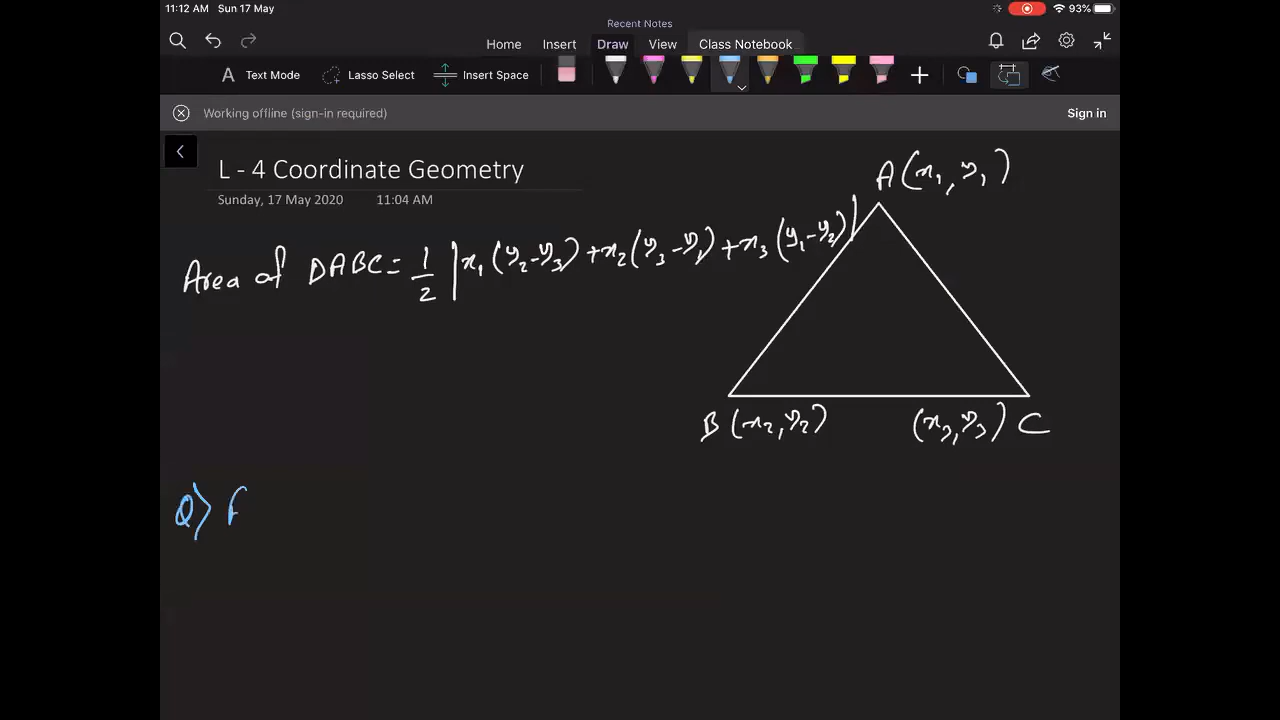 11:12 AM Sun 17 May
93%
Recent Notes
Home Insert Draw View Class Notebook
A Text Mode Lasso Select Insert Space
Working offline (sign-in required) Sign in
L - 4 Coordinate Geometry
Sunday, 17 May 2020 11:04 AM
A(x₁, y₁)
Area of ΔABC = 1/2 |x₁(y₂-y₃)+x₂(y₃-y₁)+x₃(y₁-y₂)|
B(x₂,y₂) (x₃,y₃) C
Q> F